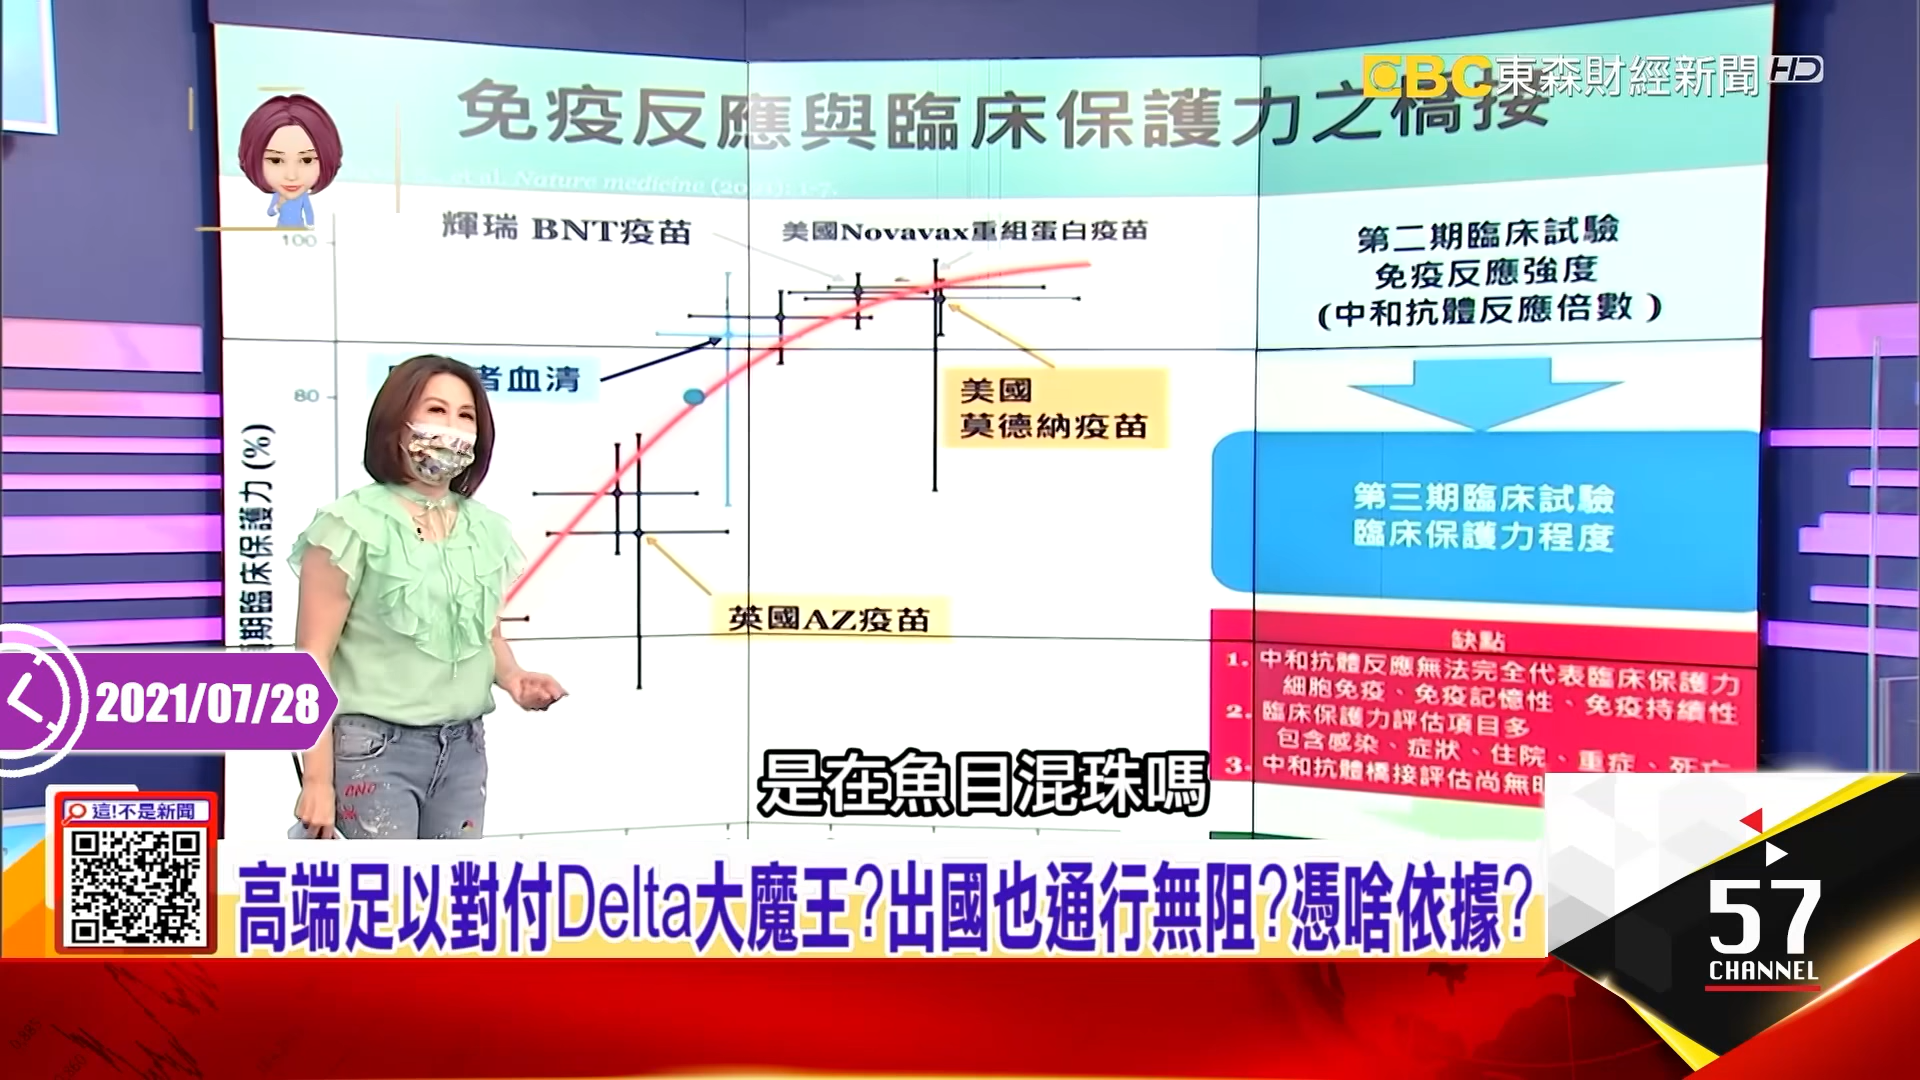 EBC 東森財經新聞 HD
免疫反應與臨床保護力之橋接
et al. Nature medicine (2021): 1-7.
輝瑞 BNT疫苗
美國Novavax重組蛋白疫苗
100
80
者血清
美國
莫德納疫苗
英國AZ疫苗
期臨床保護力 (%)
第二期臨床試驗
免疫反應強度
(中和抗體反應倍數)
第三期臨床試驗
臨床保護力程度
缺點
1. 中和抗體反應無法完全代表臨床保護力
細胞免疫、免疫記憶性、免疫持續性
2. 臨床保護力評估項目多
包含感染、症狀、住院、重症、死亡
3. 中和抗體橋接評估尚無
2021/07/28
是在魚目混珠嗎
這!不是新聞
高端足以對付Delta大魔王?出國也通行無阻?憑啥依據?
57
CHANNEL